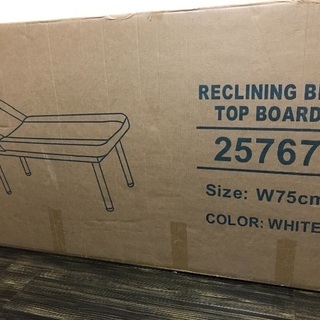 RECLINING
TOP BOARD
25767
Size: W75cm
COLOR: WHITE